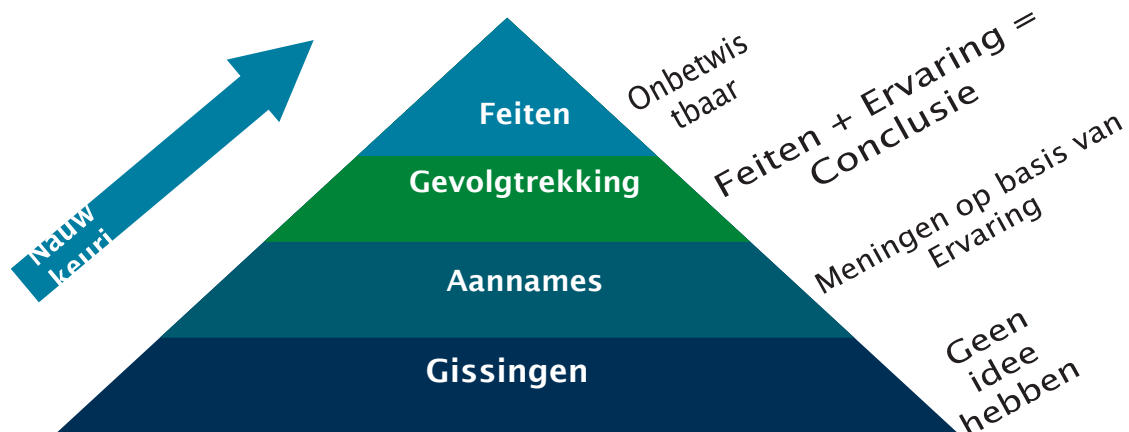 Nauw
keuri
Feiten
Gevolgtrekking
Aannames
Gissingen
Onbetwis
tbaar
Feiten + Ervaring =
Conclusie
Meningen op basis van
Ervaring
Geen
idee
hebben